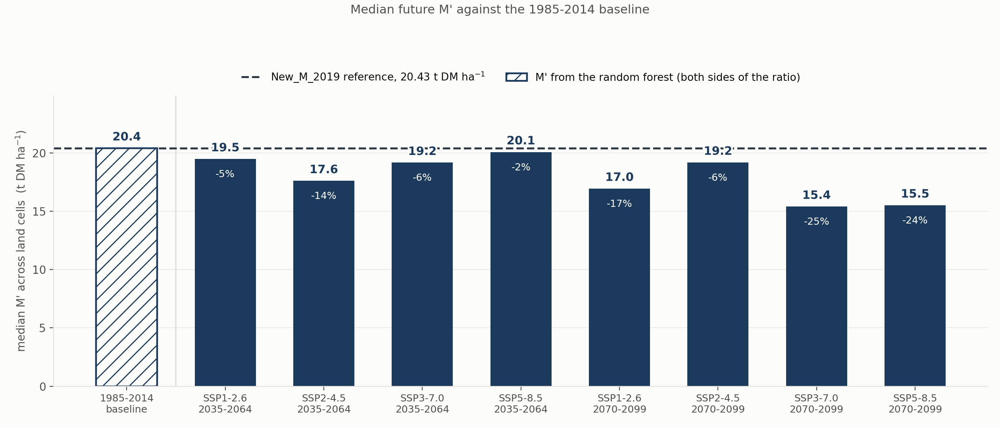 Median future M' against the 1985-2014 baseline
New_M_2019 reference, 20.43 t DM ha⁻¹
M' from the random forest (both sides of the ratio)
median M' across land cells (t DM ha⁻¹)
20
15
10
5
0
20.4
19.5
-5%
17.6
-14%
19.2
-6%
20.1
-2%
17.0
-17%
19.2
-6%
15.4
-25%
15.5
-24%
1985-2014
baseline
SSP1-2.6
2035-2064
SSP2-4.5
2035-2064
SSP3-7.0
2035-2064
SSP5-8.5
2035-2064
SSP1-2.6
2070-2099
SSP2-4.5
2070-2099
SSP3-7.0
2070-2099
SSP5-8.5
2070-2099